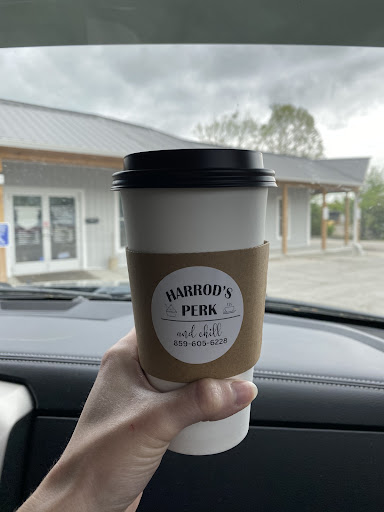 HARROD'S
PERK
and chill
859-605-6228